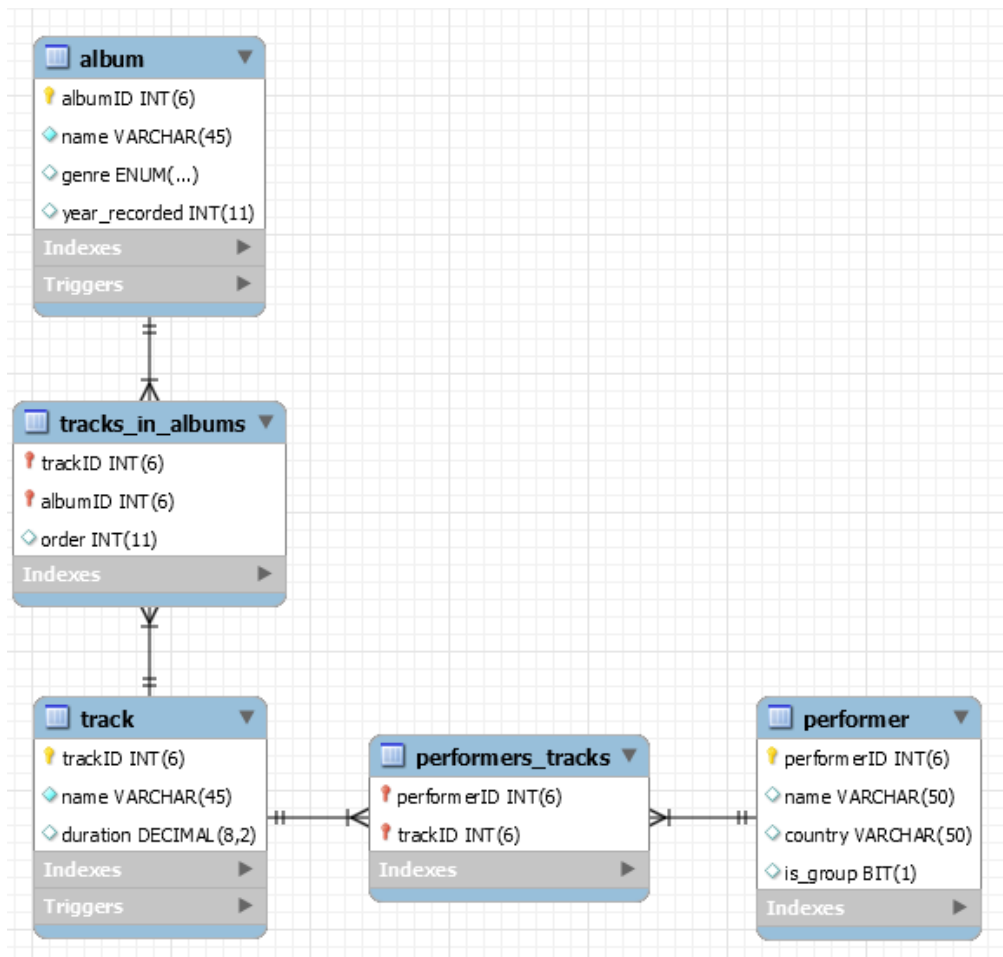 album
albumID INT(6)
name VARCHAR(45)
genre ENUM(...)
year_recorded INT(11)
Indexes
Triggers
tracks_in_albums
trackID INT(6)
albumID INT(6)
order INT(11)
Indexes
track
trackID INT(6)
name VARCHAR(45)
duration DECIMAL(8,2)
Indexes
Triggers
performers_tracks
performerID INT(6)
trackID INT(6)
Indexes
performer
performerID INT(6)
name VARCHAR(50)
country VARCHAR(50)
is_group BIT(1)
Indexes